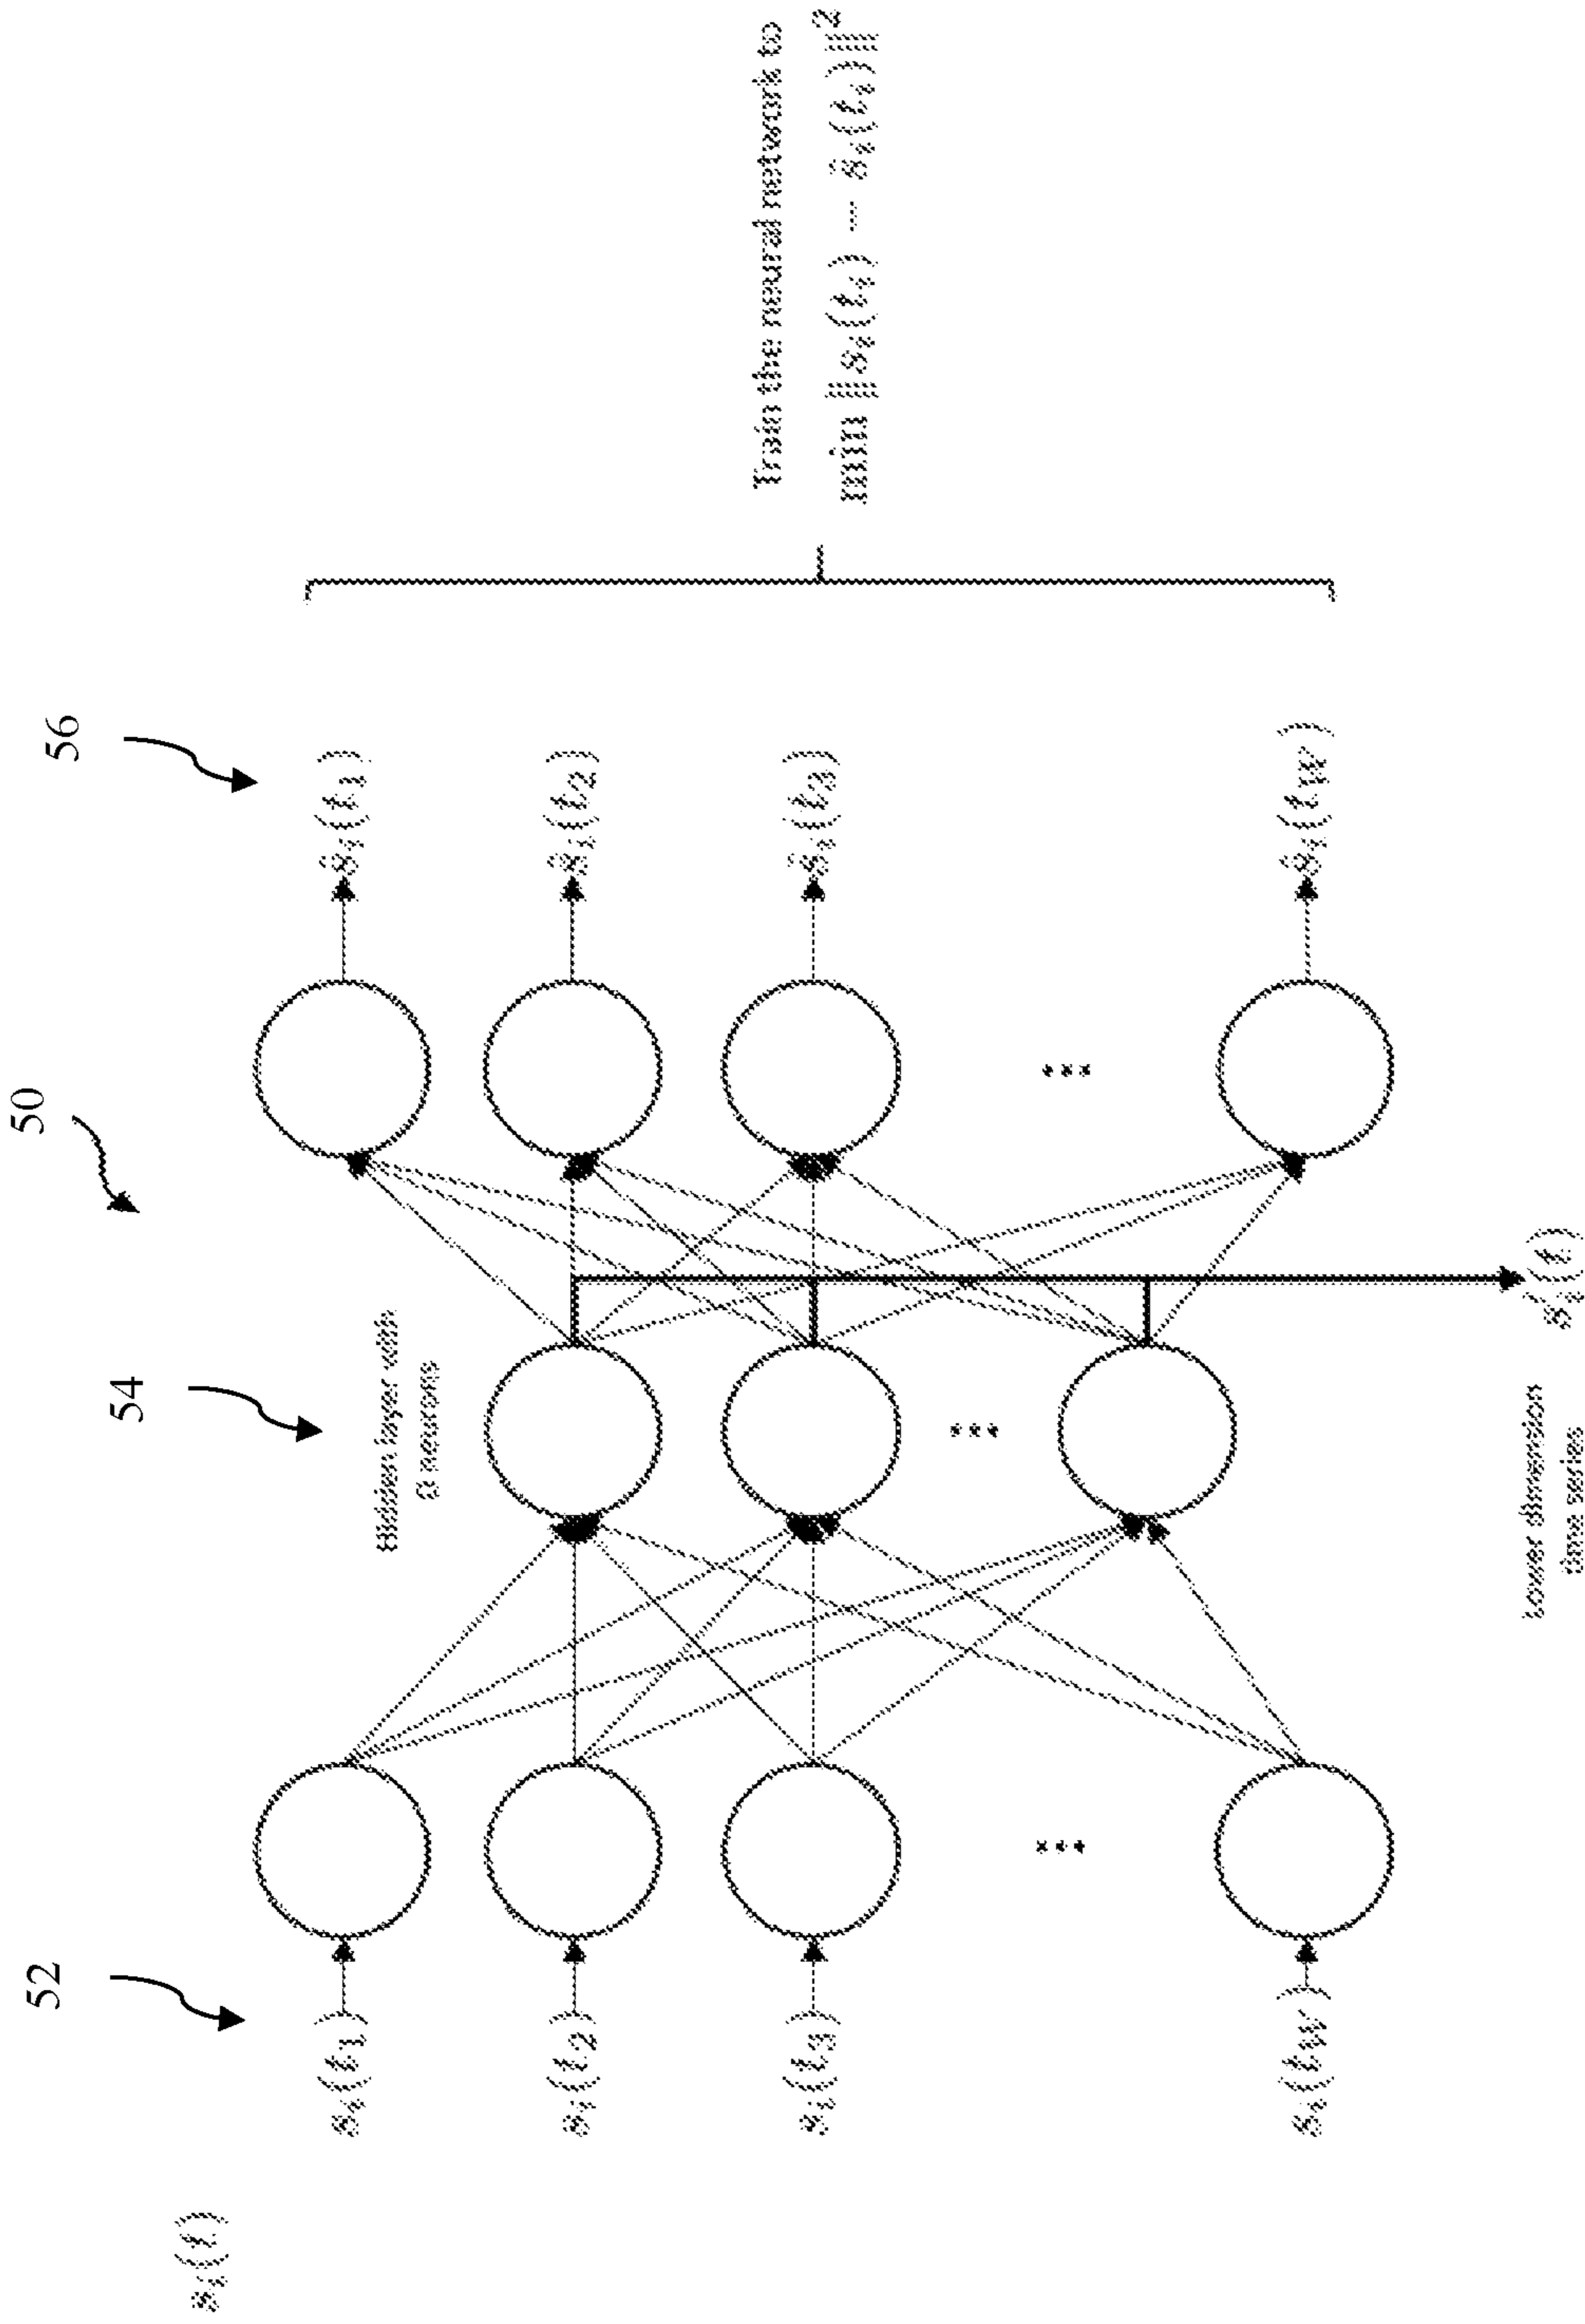 50
52
54
56
s_i(t)
s_i(t_1)
s_i(t_2)
s_i(t_3)
s_i(t_W)
Hidden layer with
neurons
ŝ_i(t_1)
ŝ_i(t_2)
ŝ_i(t_3)
ŝ_i(t_W)
Train the neural network to
min ||s_i(t_i) − ŝ_i(t_i)||²
Lower dimension
time series